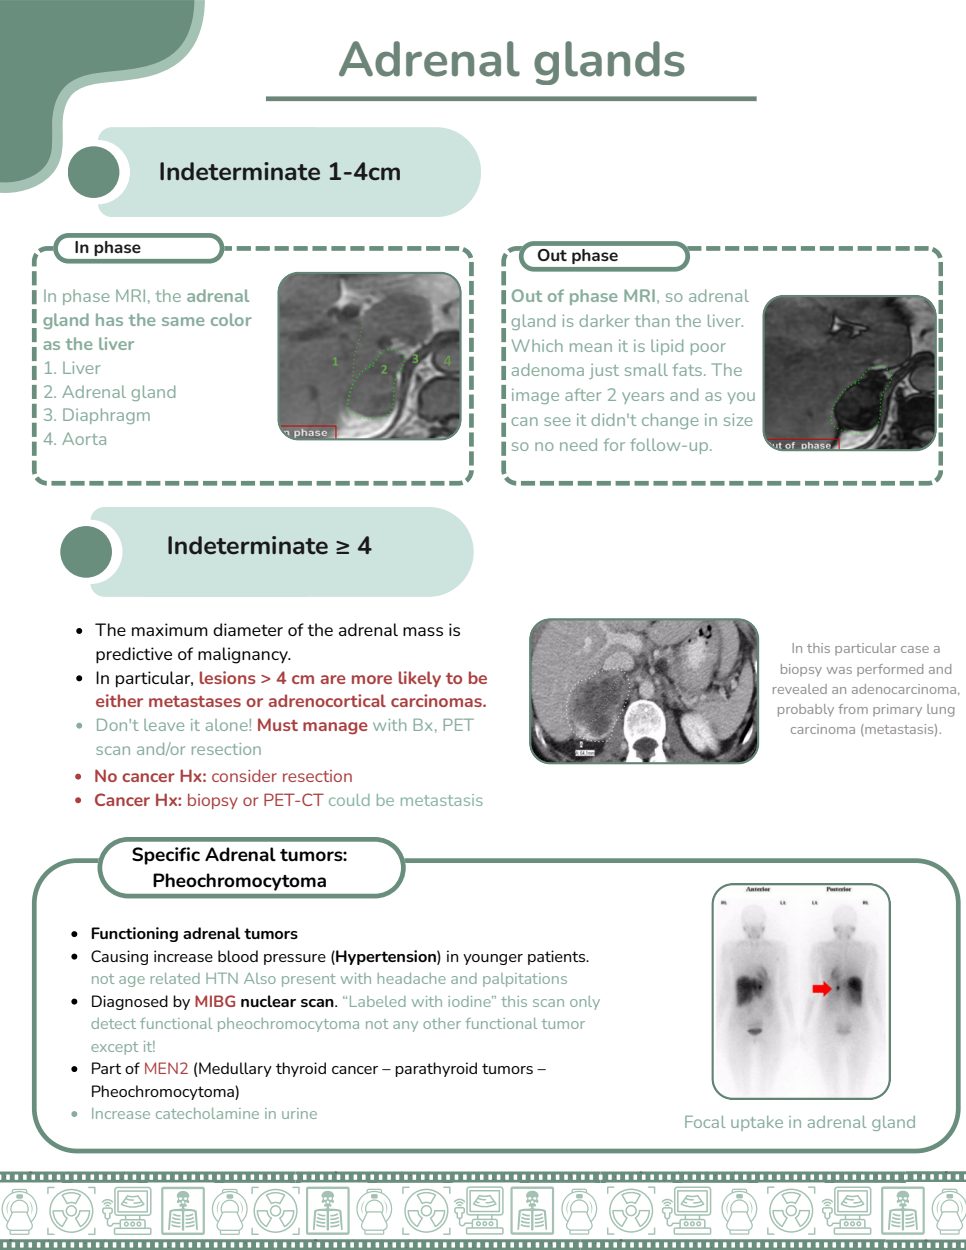 Adrenal glands
Indeterminate 1-4cm
In phase
In phase MRI, the adrenal
gland has the same color
as the liver
1. Liver
2. Adrenal gland
3. Diaphragm
4. Aorta
1
2
3
4
n phase
Out phase
Out of phase MRI, so adrenal
gland is darker than the liver.
Which mean it is lipid poor
adenoma just small fats. The
image after 2 years and as you
can see it didn't change in size
so no need for follow-up.
ut of phase
Indeterminate ≥ 4
The maximum diameter of the adrenal mass is
predictive of malignancy.
In particular, lesions > 4 cm are more likely to be
either metastases or adrenocortical carcinomas.
Don't leave it alone! Must manage with Bx, PET
scan and/or resection
No cancer Hx: consider resection
Cancer Hx: biopsy or PET-CT could be metastasis
In this particular case a
biopsy was performed and
revealed an adenocarcinoma,
probably from primary lung
carcinoma (metastasis).
Specific Adrenal tumors:
Pheochromocytoma
Functioning adrenal tumors
Causing increase blood pressure (Hypertension) in younger patients.
not age related HTN Also present with headache and palpitations
Diagnosed by MIBG nuclear scan. “Labeled with iodine” this scan only
detect functional pheochromocytoma not any other functional tumor
except it!
Part of MEN2 (Medullary thyroid cancer – parathyroid tumors –
Pheochromocytoma)
Increase catecholamine in urine
Anterior Posterior
Rt Lt Lt Rt
Focal uptake in adrenal gland